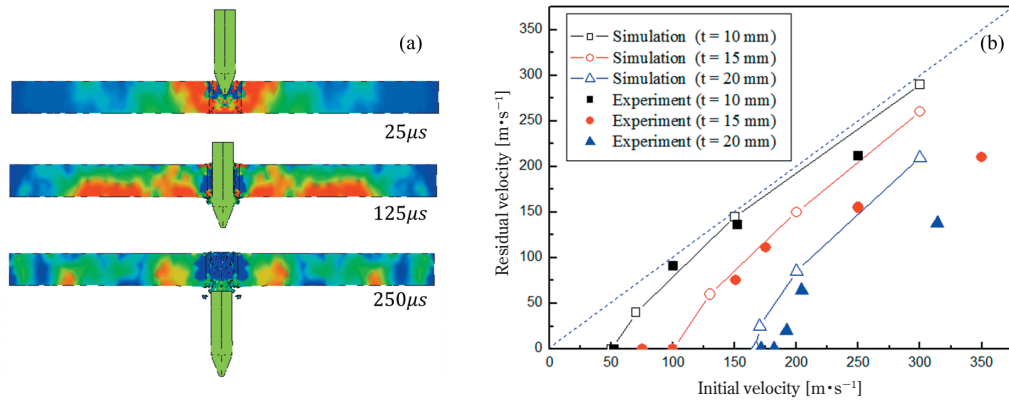 (a)
25μs
125μs
250μs
(b)
Simulation (t = 10 mm)
Simulation (t = 15 mm)
Simulation (t = 20 mm)
Experiment (t = 10 mm)
Experiment (t = 15 mm)
Experiment (t = 20 mm)
Residual velocity [m·s⁻¹]
350
300
250
200
150
100
50
0
0 50 100 150 200 250 300 350
Initial velocity [m·s⁻¹]